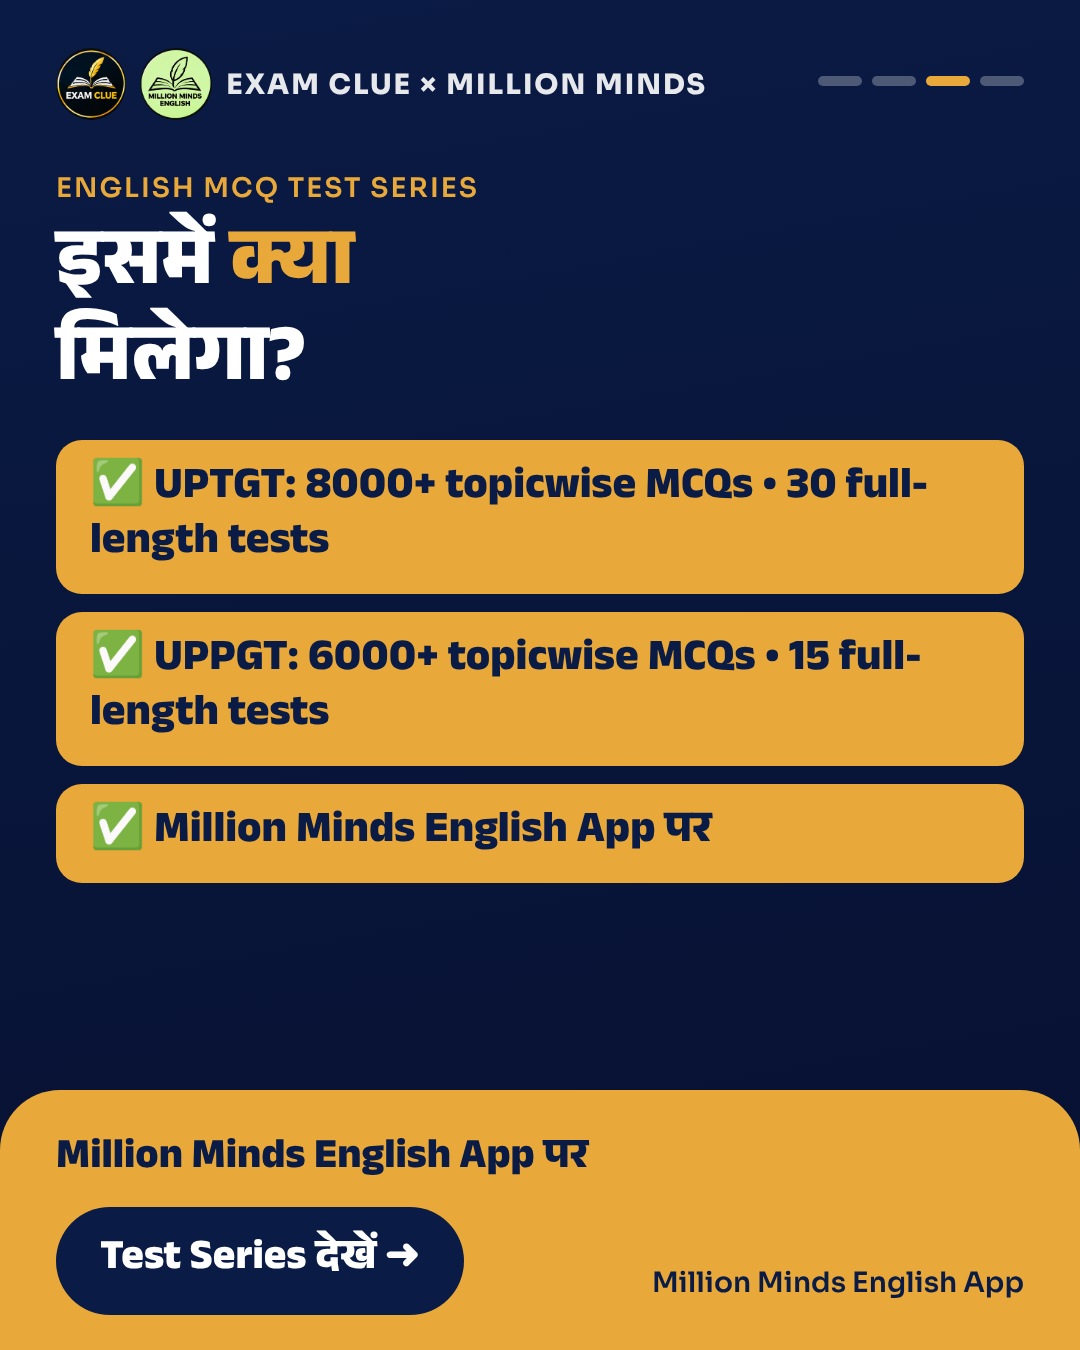 EXAM CLUE
MILLION MINDS
ENGLISH
EXAM CLUE × MILLION MINDS
ENGLISH MCQ TEST SERIES
इसमें क्या
मिलेगा?
✅ UPTGT: 8000+ topicwise MCQs • 30 full-
length tests
✅ UPPGT: 6000+ topicwise MCQs • 15 full-
length tests
✅ Million Minds English App पर
Million Minds English App पर
Test Series देखें →
Million Minds English App